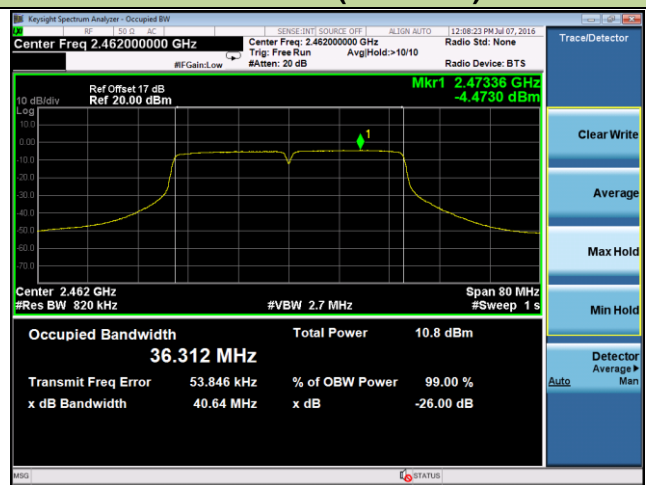 Keysight Spectrum Analyzer - Occupied BW
RF 50 Ω AC SENSE:INT SOURCE OFF ALIGN AUTO 12:08:23 PM Jul 07, 2016
Center Freq 2.462000000 GHz
Center Freq: 2.462000000 GHz Radio Std: None
Trig: Free Run Avg|Hold:>10/10
#IFGain:Low #Atten: 20 dB Radio Device: BTS
Trace/Detector
Ref Offset 17 dB
10 dB/div Ref 20.00 dBm
Mkr1 2.47336 GHz
-4.4730 dBm
Log
10.0
0.00
-10.0
-20.0
-30.0
-40.0
-50.0
-60.0
-70.0
1
Center 2.462 GHz Span 80 MHz
#Res BW 820 kHz #VBW 2.7 MHz #Sweep 1 s
Occupied Bandwidth Total Power 10.8 dBm
36.312 MHz
Transmit Freq Error 53.846 kHz % of OBW Power 99.00 %
x dB Bandwidth 40.64 MHz x dB -26.00 dB
Clear Write
Average
Max Hold
Min Hold
Detector
Average▶
Auto Man
MSG STATUS